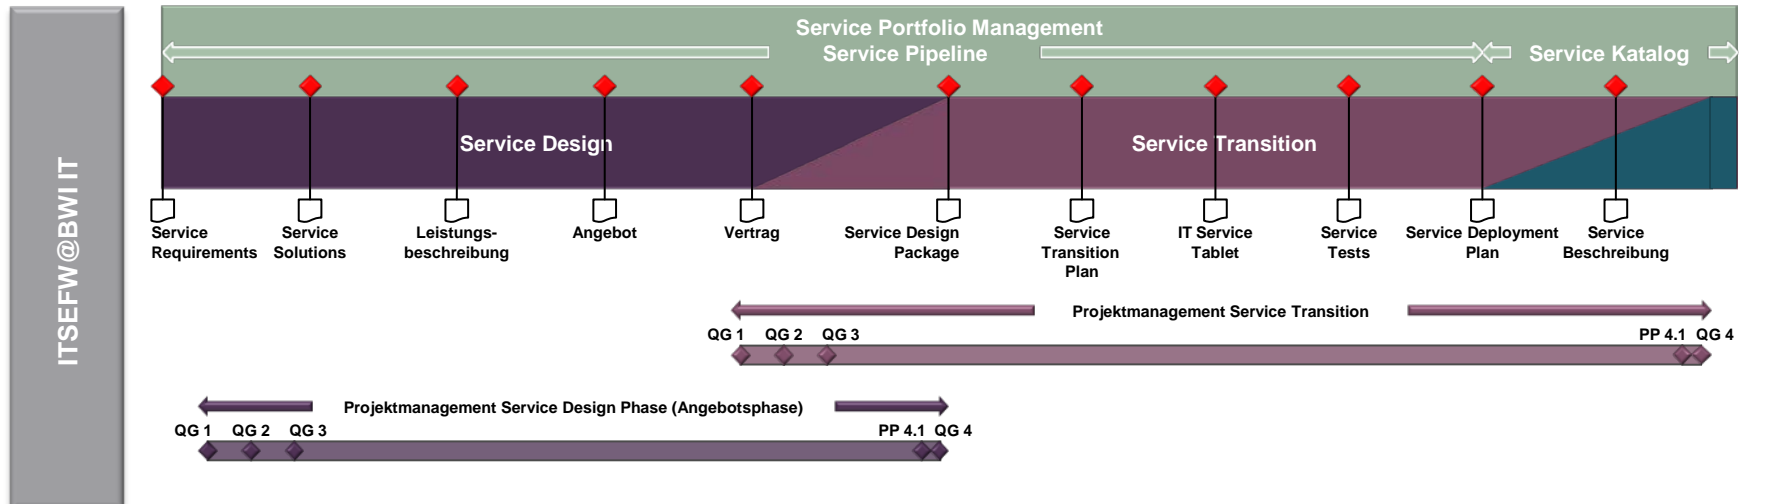 ITSEFW@BWI IT
Service Portfolio Management
Service Pipeline
Service Katalog
Service Design
Service Transition
Service
Requirements
Service
Solutions
Leistungs-
beschreibung
Angebot
Vertrag
Service Design
Package
Service
Transition
Plan
IT Service
Tablet
Service
Tests
Service Deployment
Plan
Service
Beschreibung
Projektmanagement Service Transition
QG 1 QG 2 QG 3 PP 4.1 QG 4
Projektmanagement Service Design Phase (Angebotsphase)
QG 1 QG 2 QG 3 PP 4.1 QG 4